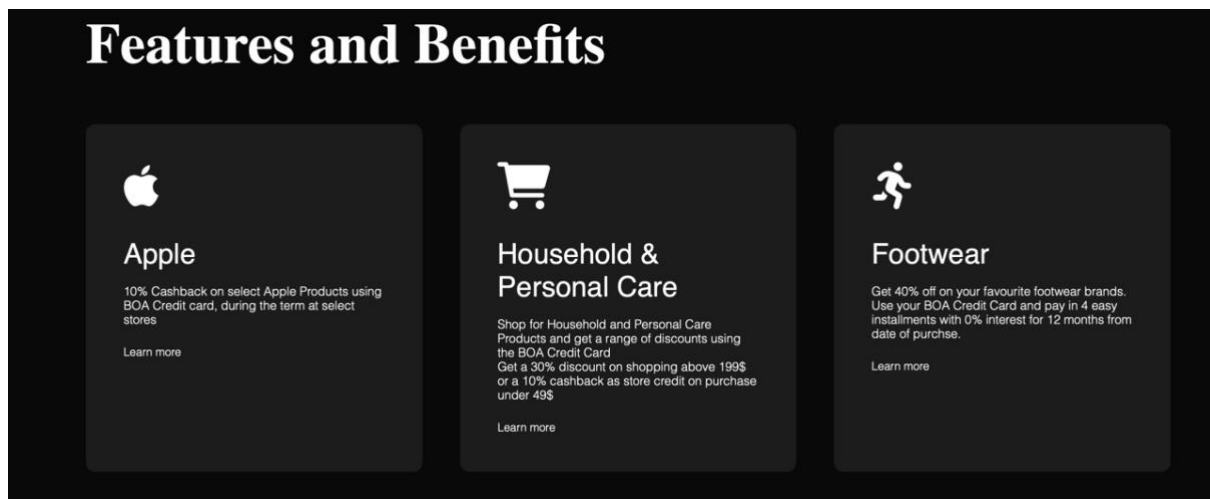 Features and Benefits
Apple
10% Cashback on select Apple Products using
BOA Credit card, during the term at select
stores
Learn more
Household &
Personal Care
Shop for Household and Personal Care
Products and get a range of discounts using
the BOA Credit Card
Get a 30% discount on shopping above 199$
or a 10% cashback as store credit on purchase
under 49$
Learn more
Footwear
Get 40% off on your favourite footwear brands.
Use your BOA Credit Card and pay in 4 easy
installments with 0% interest for 12 months from
date of purchse.
Learn more